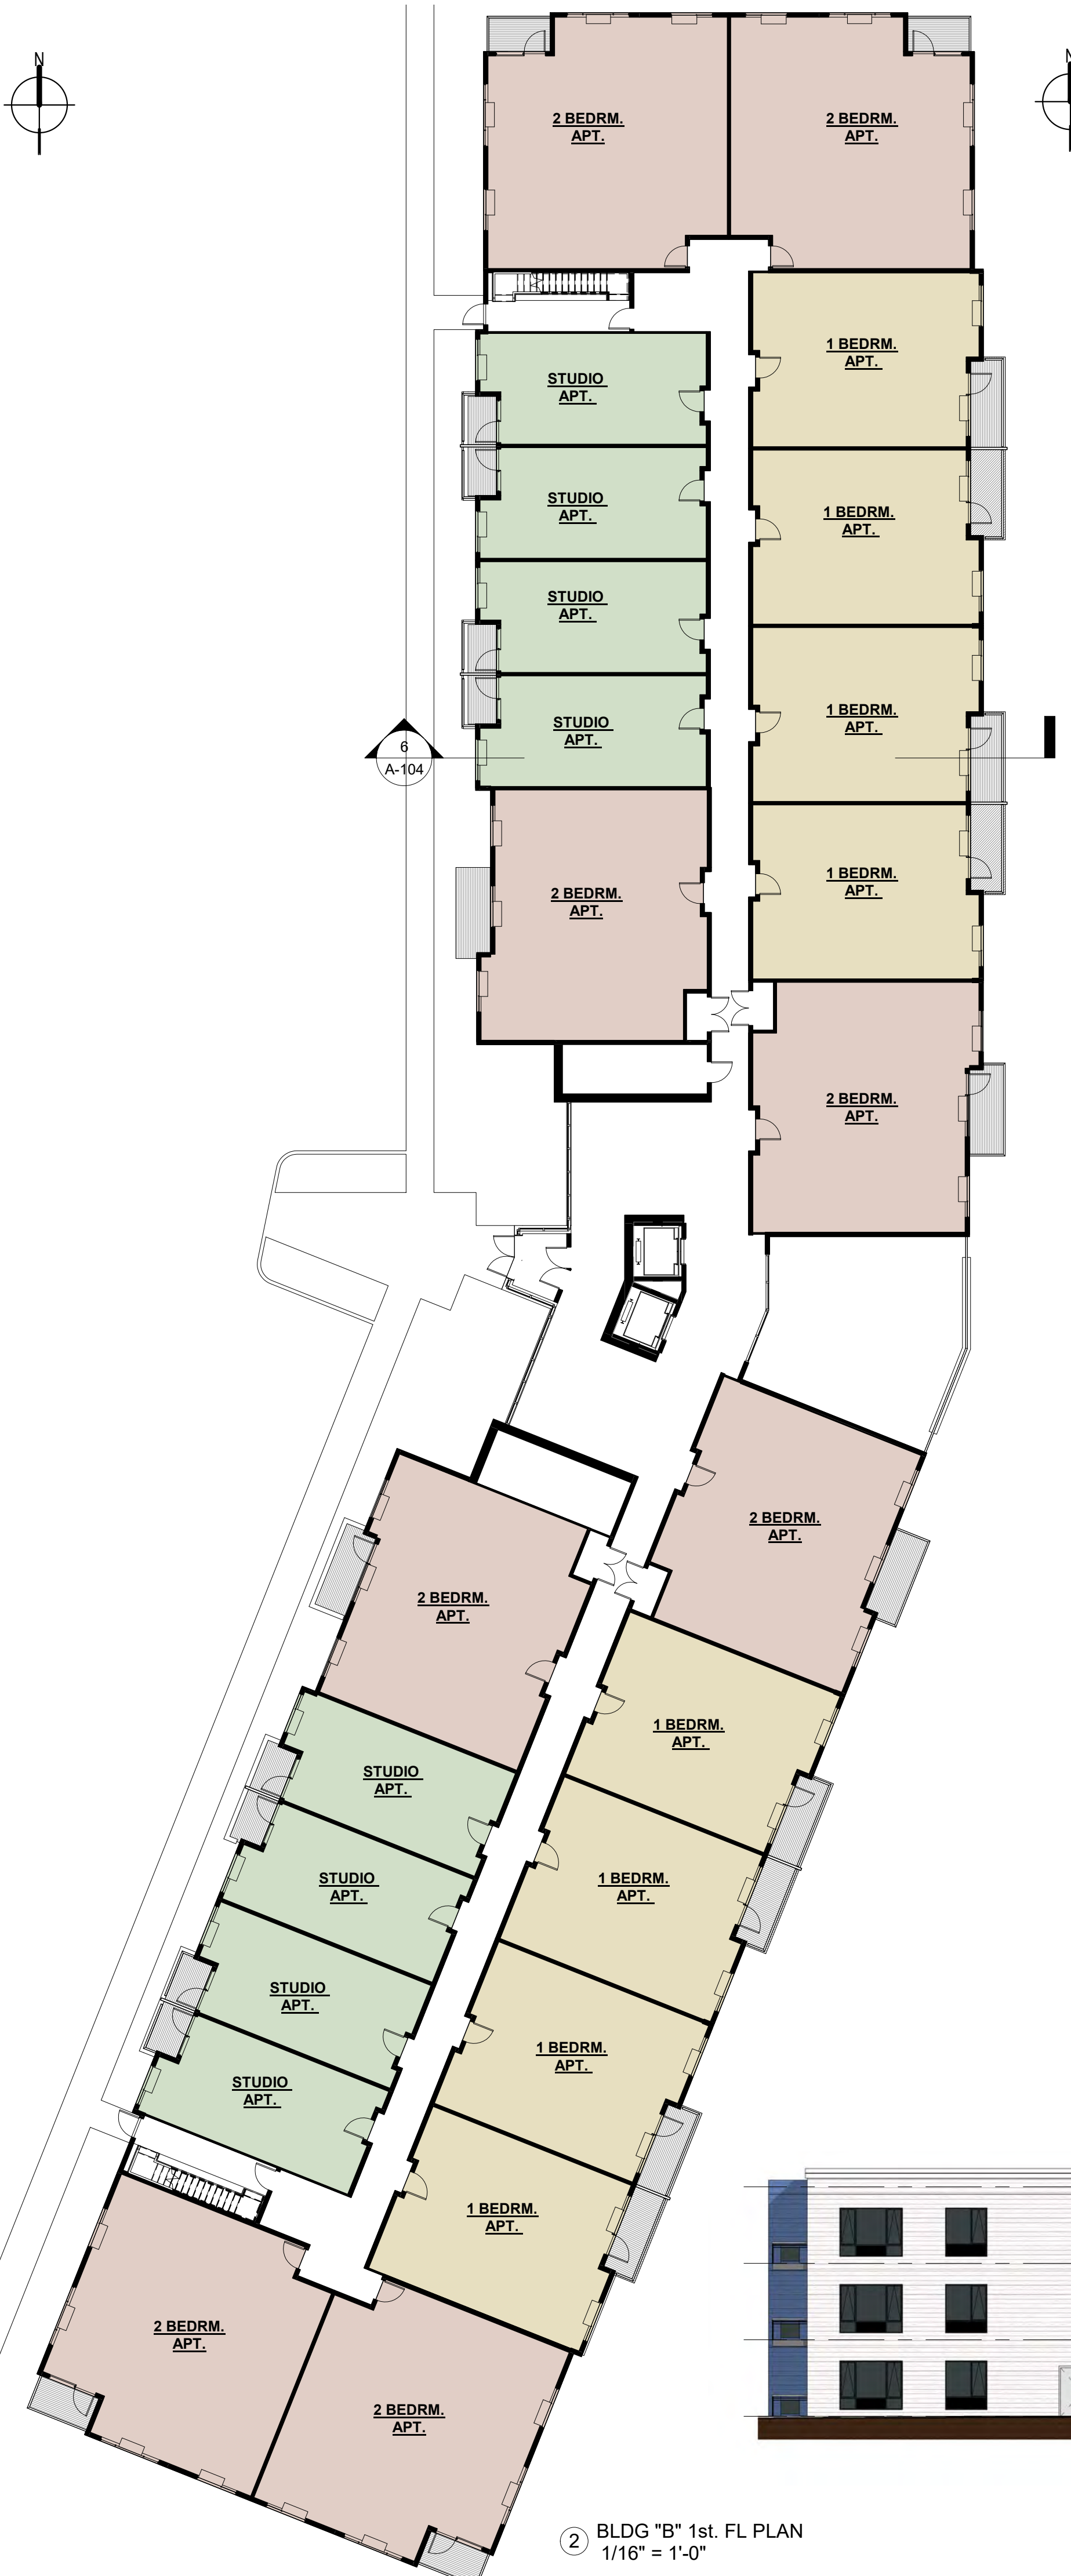 N
N
2 BEDRM.
APT.
2 BEDRM.
APT.
1 BEDRM.
APT.
STUDIO
APT.
STUDIO
APT.
1 BEDRM.
APT.
STUDIO
APT.
1 BEDRM.
APT.
STUDIO
APT.
6
A-104
1 BEDRM.
APT.
2 BEDRM.
APT.
2 BEDRM.
APT.
2 BEDRM.
APT.
2 BEDRM.
APT.
1 BEDRM.
APT.
STUDIO
APT.
1 BEDRM.
APT.
STUDIO
APT.
STUDIO
APT.
1 BEDRM.
APT.
STUDIO
APT.
1 BEDRM.
APT.
2 BEDRM.
APT.
2 BEDRM.
APT.
2 BLDG "B" 1st. FL PLAN
1/16" = 1'-0"